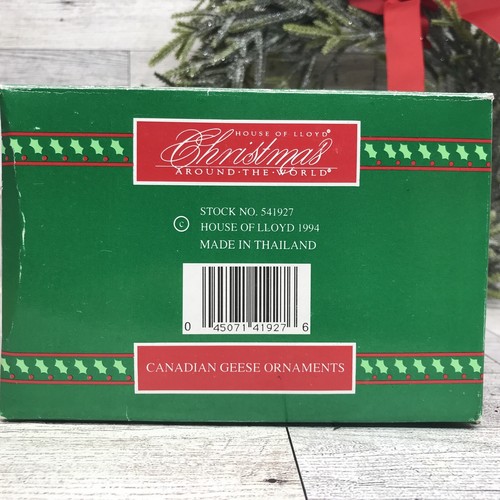 HOUSE OF LLOYD®
Christmas
AROUND·THE·WORLD®
STOCK NO. 541927
© HOUSE OF LLOYD 1994
MADE IN THAILAND
0 45071 41927 6
CANADIAN GEESE ORNAMENTS